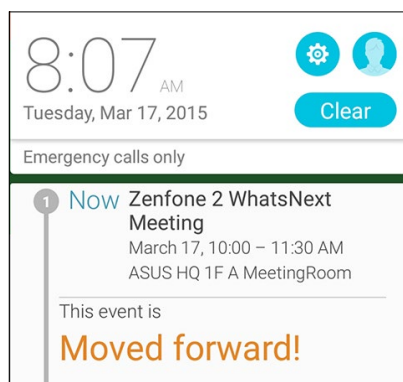 8:07 AM
Tuesday, Mar 17, 2015
Clear
Emergency calls only
1 Now Zenfone 2 WhatsNext
Meeting
March 17, 10:00 – 11:30 AM
ASUS HQ 1F A MeetingRoom
This event is
Moved forward!